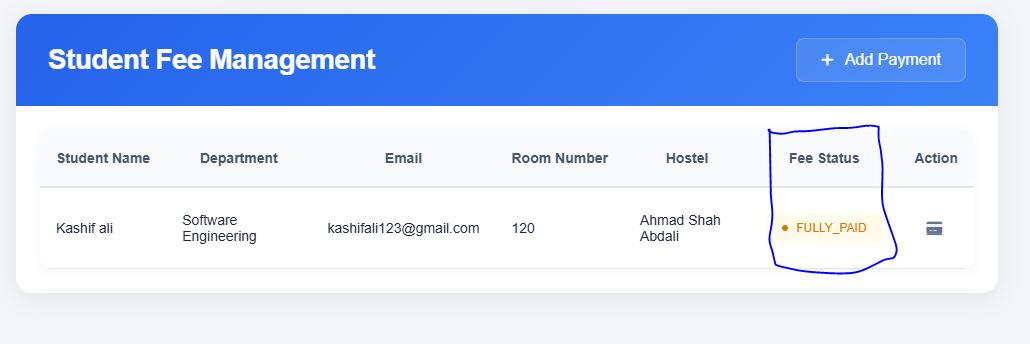 Student Fee Management
+ Add Payment
Student Name Department Email Room Number Hostel Fee Status Action
Kashif ali
Software
Engineering
kashifali123@gmail.com
120
Ahmad Shah
Abdali
FULLY_PAID